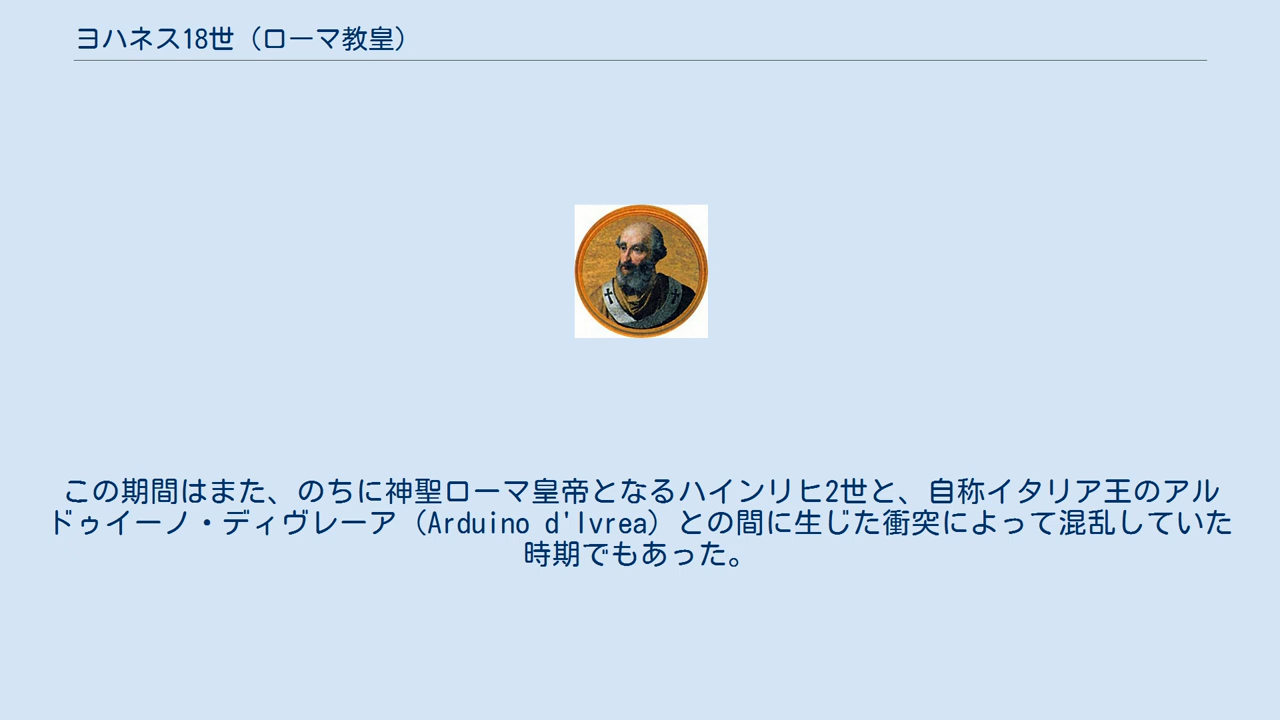 ヨハネス18世（ローマ教皇）
この期間はまた、のちに神聖ローマ皇帝となるハインリヒ2世と、自称イタリア王のアル
ドゥイーノ・ディヴレーア（Arduino d'Ivrea）との間に生じた衝突によって混乱していた
時期でもあった。